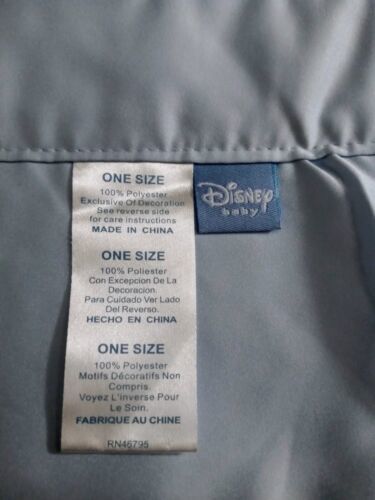 ONE SIZE
100% Polyester
Exclusive Of Decoration
See reverse side
for care instructions
MADE IN CHINA
ONE SIZE
100% Poliester
Con Excepcion De La
Decoracion.
Para Cuidado Ver Lado
Del Reverso.
HECHO EN CHINA
ONE SIZE
100% Polyester
Motifs Décoratifs Non
Compris.
Voyez L'inverse Pour
Le Soin.
FABRIQUE AU CHINE
RN46795
Disney
baby